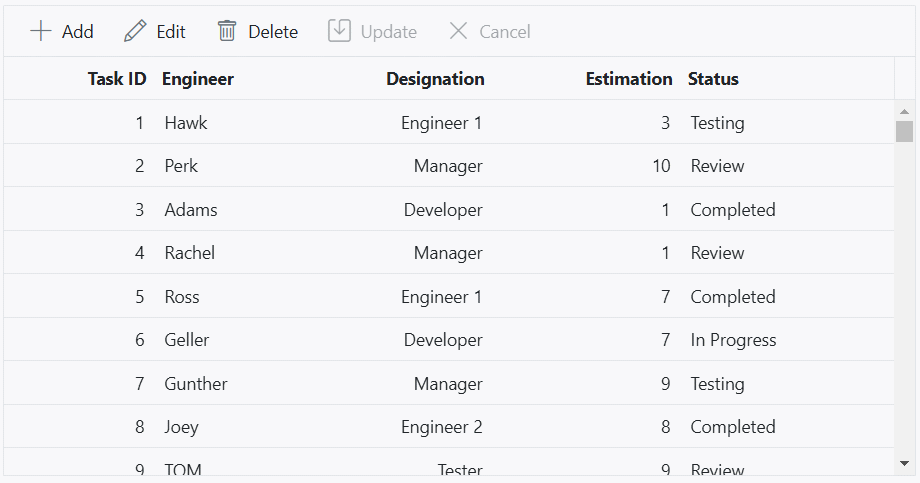 Add Edit Delete Update Cancel
Task ID Engineer Designation Estimation Status
1 Hawk Engineer 1 3 Testing
2 Perk Manager 10 Review
3 Adams Developer 1 Completed
4 Rachel Manager 1 Review
5 Ross Engineer 1 7 Completed
6 Geller Developer 7 In Progress
7 Gunther Manager 9 Testing
8 Joey Engineer 2 8 Completed
9 TOM Tester 9 Review